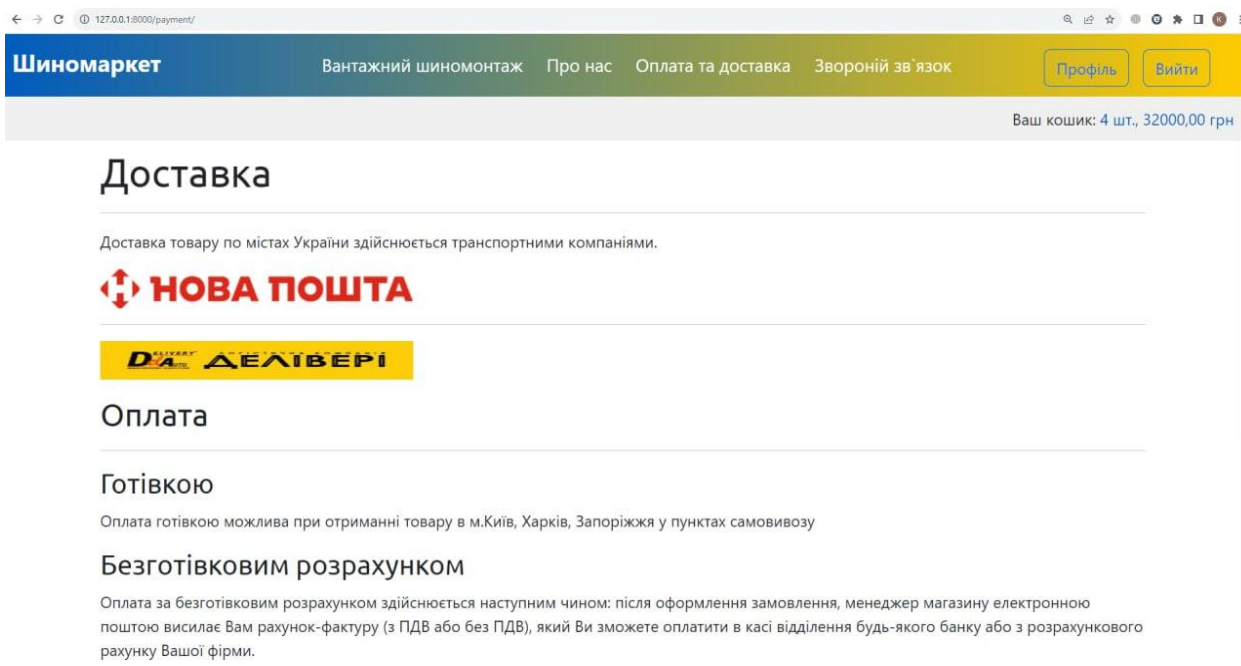 127.0.0.1:8000/payment/
Шиномаркет Вантажний шиномонтаж Про нас Оплата та доставка Звороній зв`язок Профіль Вийти
Ваш кошик: 4 шт., 32000,00 грн
Доставка
Доставка товару по містах України здійснюється транспортними компаніями.
НОВА ПОШТА
DELIVERY AUTO ДЕЛІВЕРІ
Оплата
Готівкою
Оплата готівкою можлива при отриманні товару в м.Київ, Харків, Запоріжжя у пунктах самовивозу
Безготівковим розрахунком
Оплата за безготівковим розрахунком здійснюється наступним чином: після оформлення замовлення, менеджер магазину електронною
поштою висилає Вам рахунок-фактуру (з ПДВ або без ПДВ), який Ви зможете оплатити в касі відділення будь-якого банку або з розрахункового
рахунку Вашої фірми.